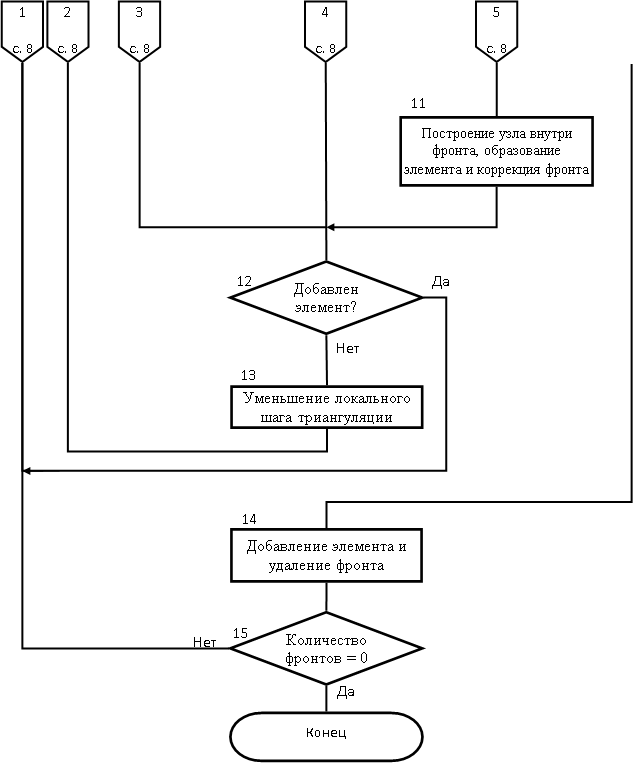 1
2
3
4
5
с. 8
с. 8
с. 8
с. 8
с. 8
11
Построение узла внутри
фронта, образование
элемента и коррекция фронта
12
Да
Добавлен
элемент?
Нет
13
Уменьшение локального
шага триангуляции
14
Добавление элемента и
удаление фронта
15
Нет
Количество
фронтов = 0
Да
Конец